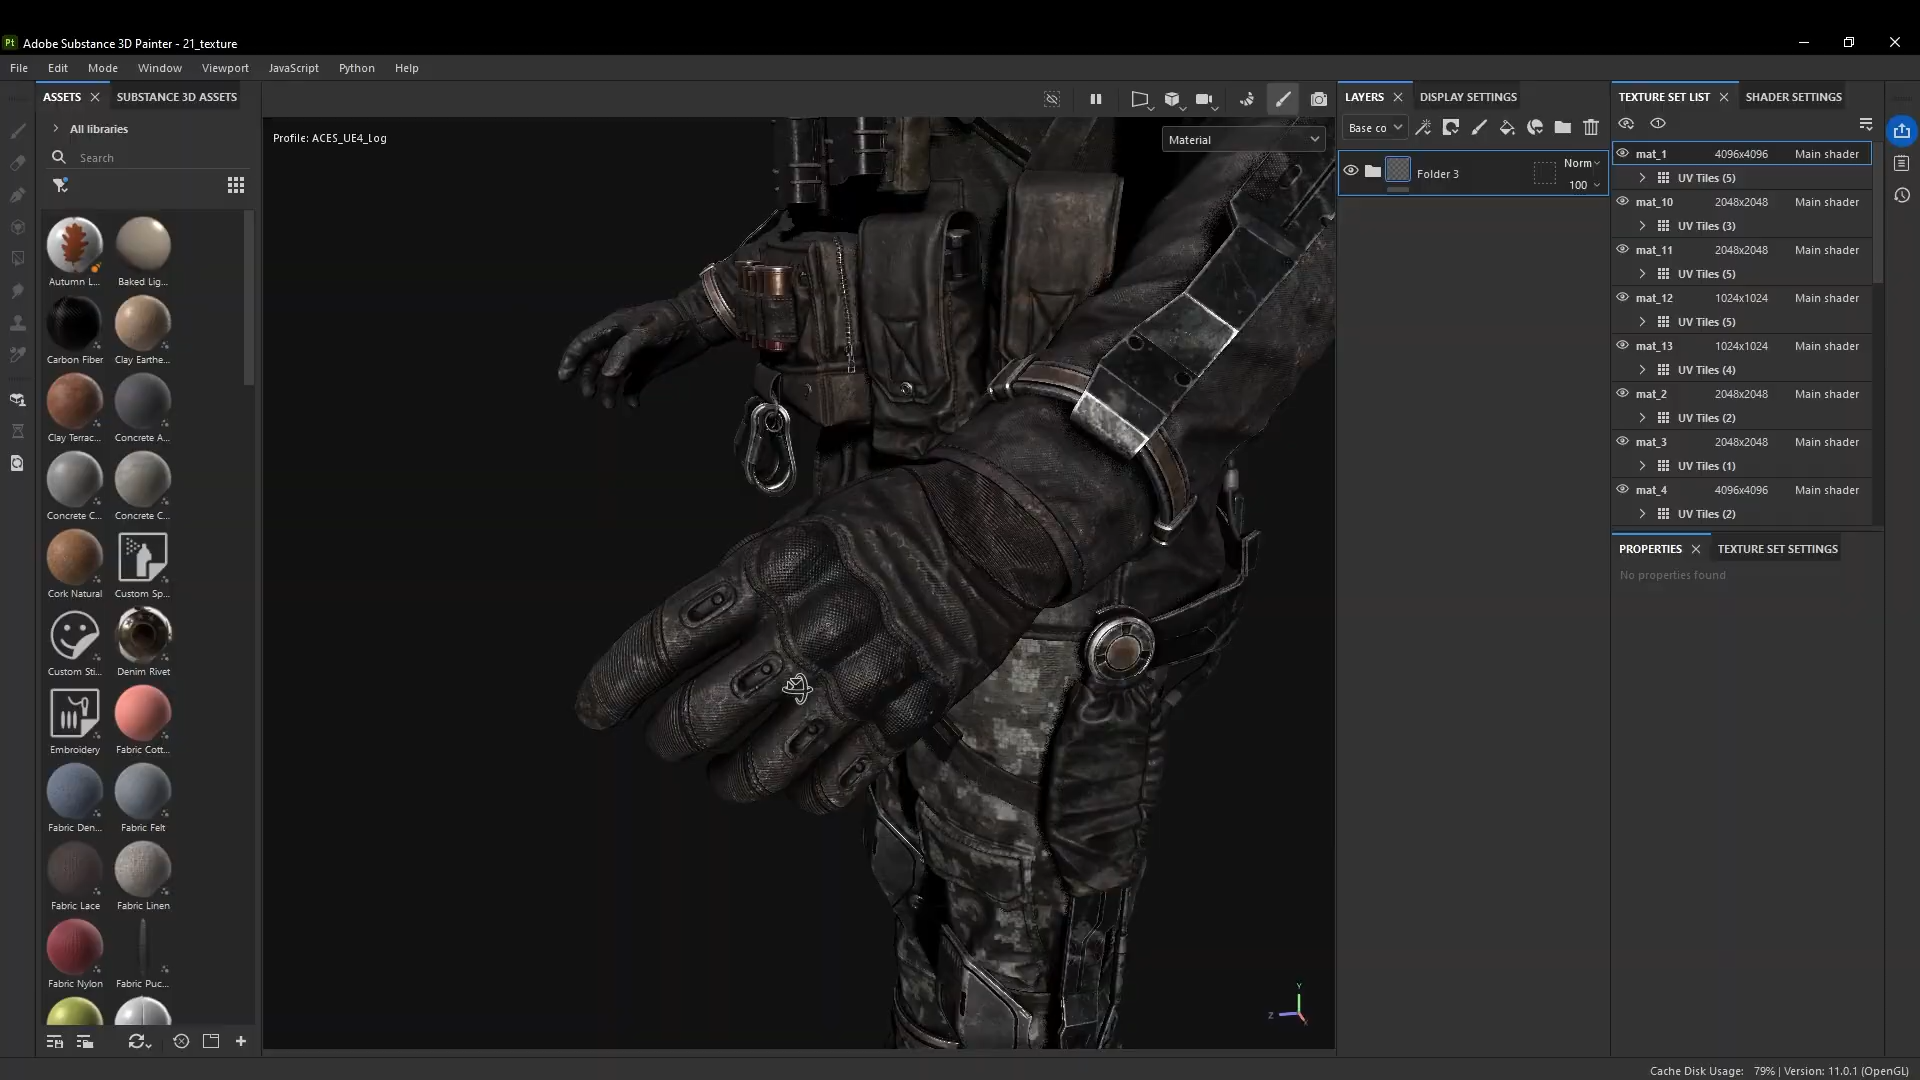 Pt Adobe Substance 3D Painter - 21_texture
File Edit Mode Window Viewport JavaScript Python Help
ASSETS SUBSTANCE 3D ASSETS
All libraries
Search
Autumn L... Baked Lig...
Carbon Fiber Clay Earthe...
Clay Terrac... Concrete A...
Concrete C... Concrete C...
Cork Natural Custom Sp...
Custom Sti... Denim Rivet
Embroidery Fabric Cott...
Fabric Den... Fabric Felt
Fabric Lace Fabric Linen
Fabric Nylon Fabric Puc...
Profile: ACES_UE4_Log
Material
Y
Z
LAYERS DISPLAY SETTINGS
Base co
Folder 3
Norm
100
TEXTURE SET LIST SHADER SETTINGS
mat_1 4096x4096 Main shader
UV Tiles (5)
mat_10 2048x2048 Main shader
UV Tiles (3)
mat_11 2048x2048 Main shader
UV Tiles (5)
mat_12 1024x1024 Main shader
UV Tiles (5)
mat_13 1024x1024 Main shader
UV Tiles (4)
mat_2 2048x2048 Main shader
UV Tiles (2)
mat_3 2048x2048 Main shader
UV Tiles (1)
mat_4 4096x4096 Main shader
UV Tiles (2)
PROPERTIES TEXTURE SET SETTINGS
No properties found
Cache Disk Usage: 79% | Version: 11.0.1 (OpenGL)